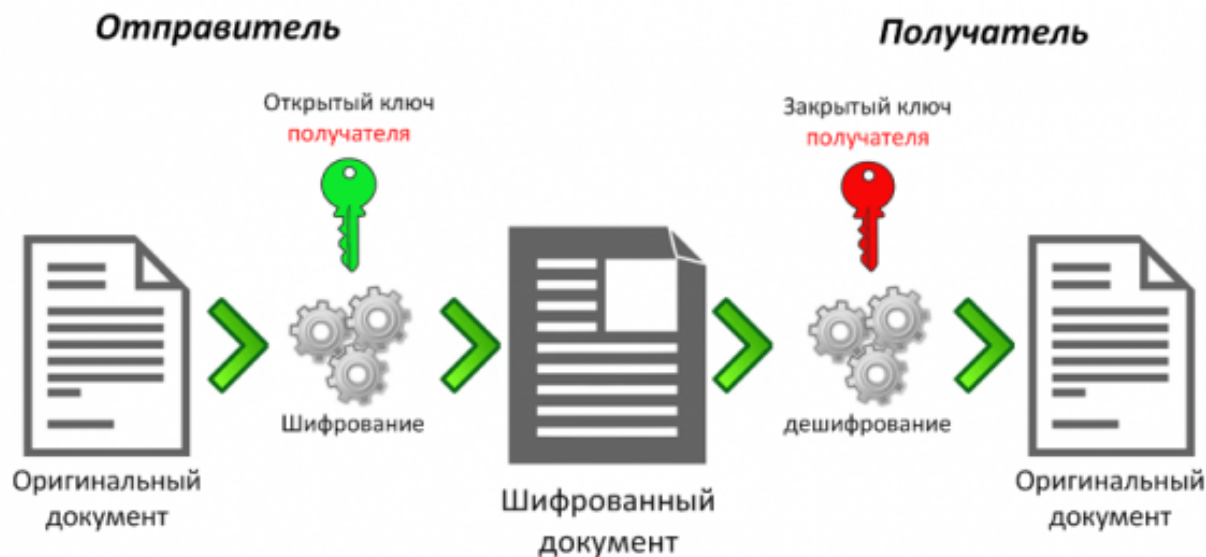 Отправитель
Получатель
Открытый ключ
получателя
Закрытый ключ
получателя
Шифрование
дешифрование
Оригинальный
документ
Шифрованный
документ
Оригинальный
документ